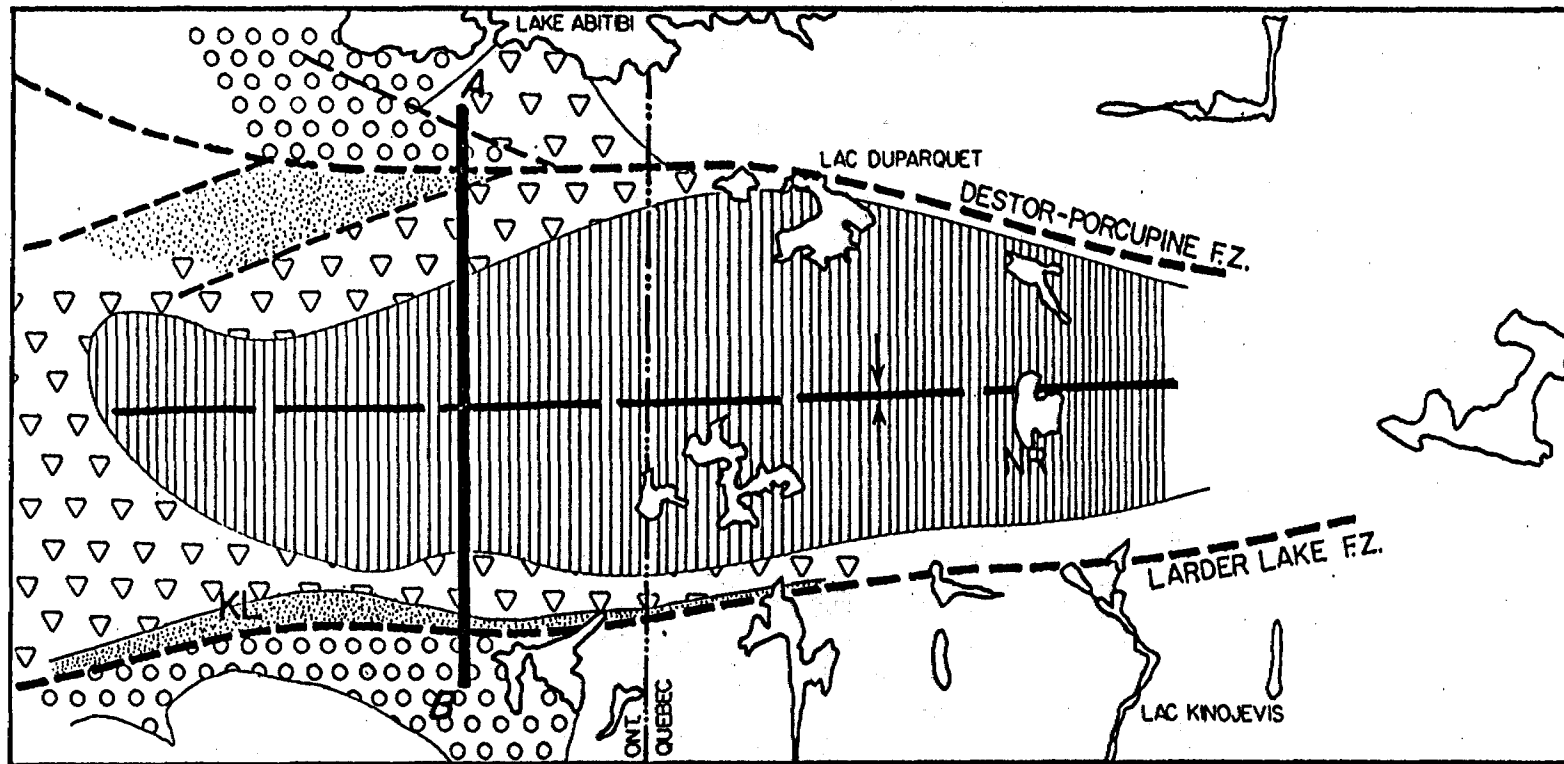 LAKE ABITIBI
A
LAC DUPARQUET
DESTOR-PORCUPINE F.Z.
NR
LARDER LAKE F.Z.
KL
B
ONT.
QUEBEC
LAC KINOJEVIS